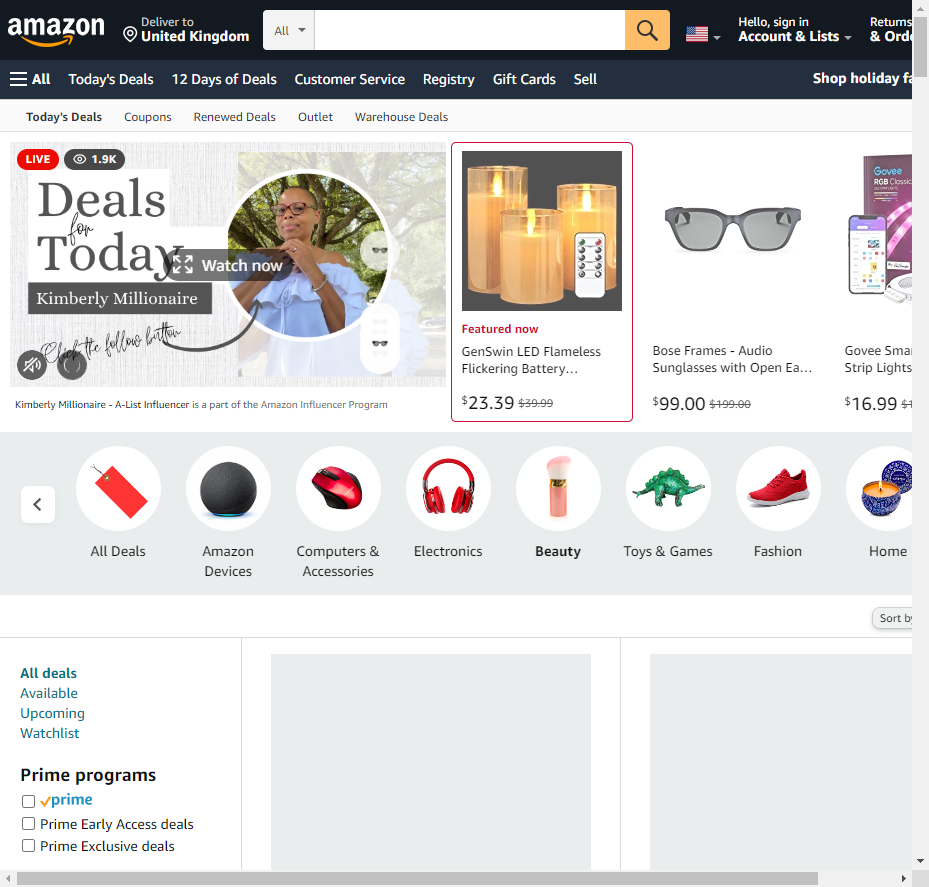 amazon
Deliver to
United Kingdom
All
Hello, sign in
Account & Lists
Returns
& Orde
All
Today's Deals
12 Days of Deals
Customer Service
Registry
Gift Cards
Sell
Shop holiday fa
Today's Deals
Coupons
Renewed Deals
Outlet
Warehouse Deals
LIVE
1.9K
Deals
for
Today
Watch now
Kimberly Millionaire
Click the follow button
Kimberly Millionaire - A-List Influencer is a part of the Amazon Influencer Program
Featured now
GenSwin LED Flameless
Flickering Battery…
$23.39 $39.99
Bose Frames - Audio
Sunglasses with Open Ea…
$99.00 $199.00
Govee
RGB Classic
Govee Smar
Strip Lights
$16.99 $1
All Deals
Amazon
Devices
Computers &
Accessories
Electronics
Beauty
Toys & Games
Fashion
Home
Sort by
All deals
Available
Upcoming
Watchlist
Prime programs
prime
Prime Early Access deals
Prime Exclusive deals